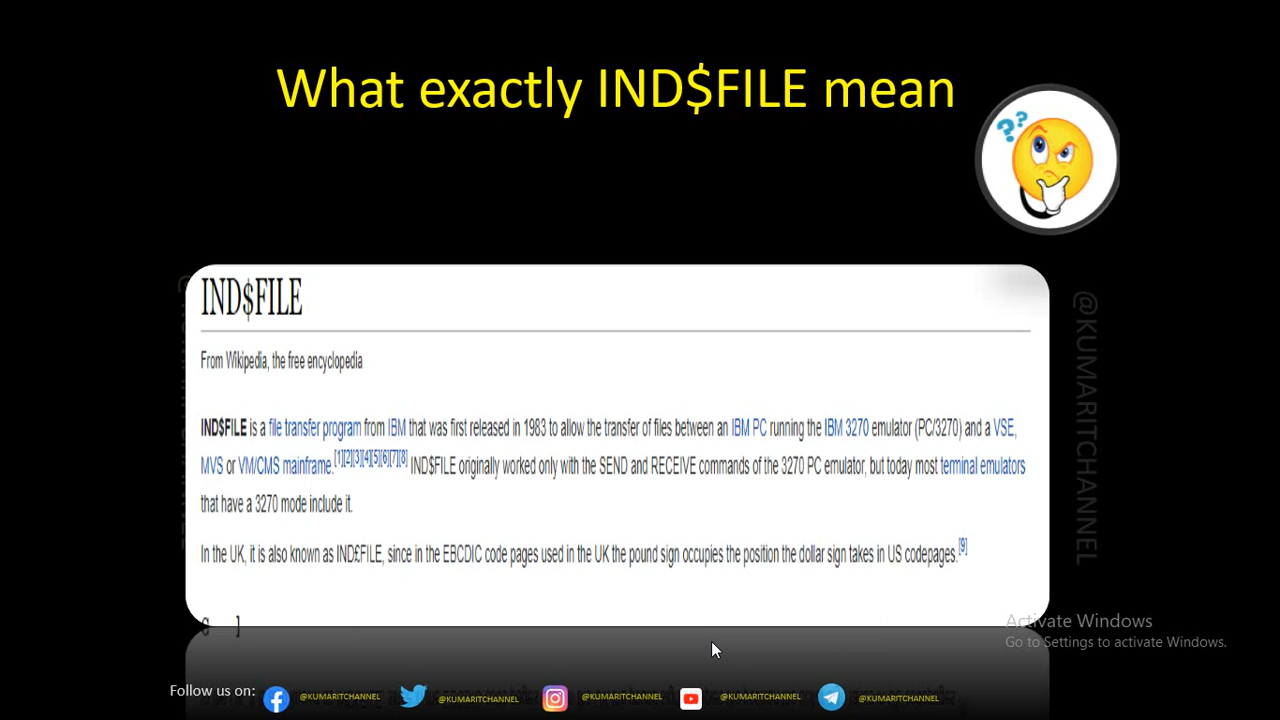 What exactly IND$FILE mean
??
IND$FILE
From Wikipedia, the free encyclopedia
IND$FILE is a file transfer program from IBM that was first released in 1983 to allow the transfer of files between an IBM PC running the IBM 3270 emulator (PC/3270) and a VSE,
MVS or VM/CMS mainframe.[1][2][3][4][5][6][7][8] IND$FILE originally worked only with the SEND and RECEIVE commands of the 3270 PC emulator, but today most terminal emulators
that have a 3270 mode include it.
In the UK, it is also known as IND£FILE, since in the EBCDIC code pages used in the UK the pound sign occupies the position the dollar sign takes in US codepages.[9]
@KUMARITCHANNEL
Activate Windows
Go to Settings to activate Windows.
Follow us on: @KUMARITCHANNEL @KUMARITCHANNEL @KUMARITCHANNEL @KUMARITCHANNEL @KUMARITCHANNEL